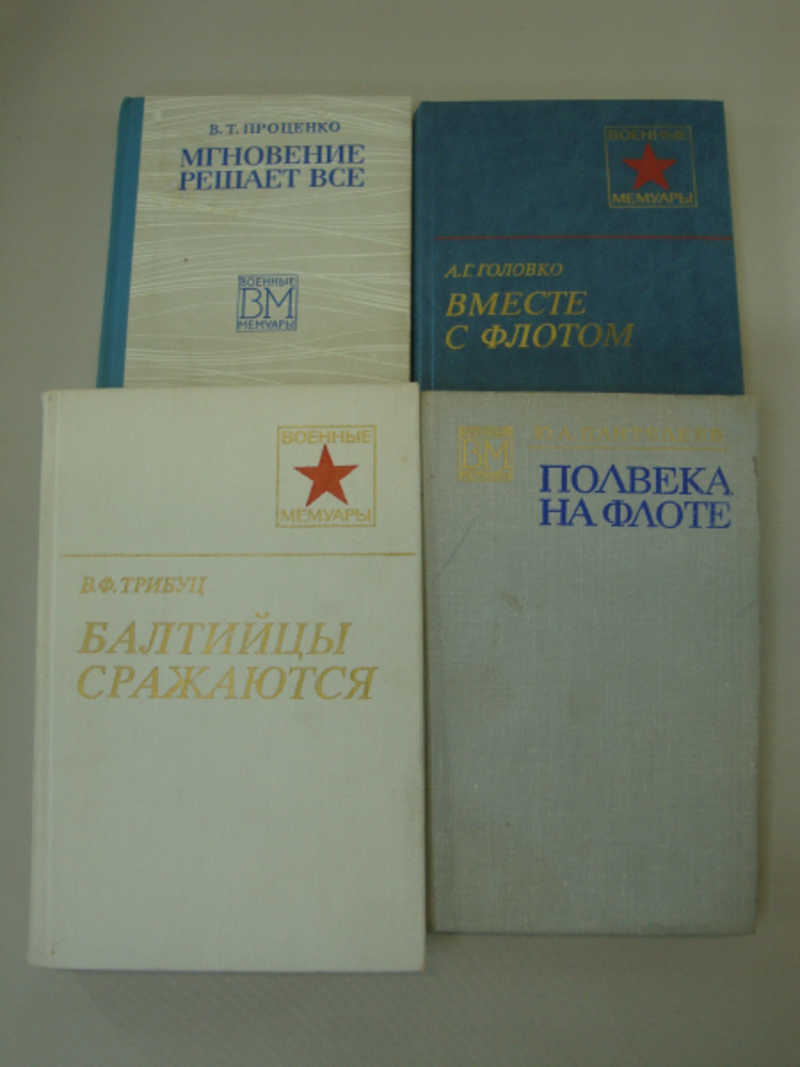 В. Т. ПРОЦЕНКО
МГНОВЕНИЕ
РЕШАЕТ ВСЕ
ВОЕННЫЕ
ВМ
МЕМУАРЫ
ВОЕННЫЕ
МЕМУАРЫ
А. Г. ГОЛОВКО
ВМЕСТЕ
С ФЛОТОМ
ВОЕННЫЕ
МЕМУАРЫ
В. Ф. ТРИБУЦ
БАЛТИЙЦЫ
СРАЖАЮТСЯ
ВМ
ПОЛВЕКА
НА ФЛОТЕ